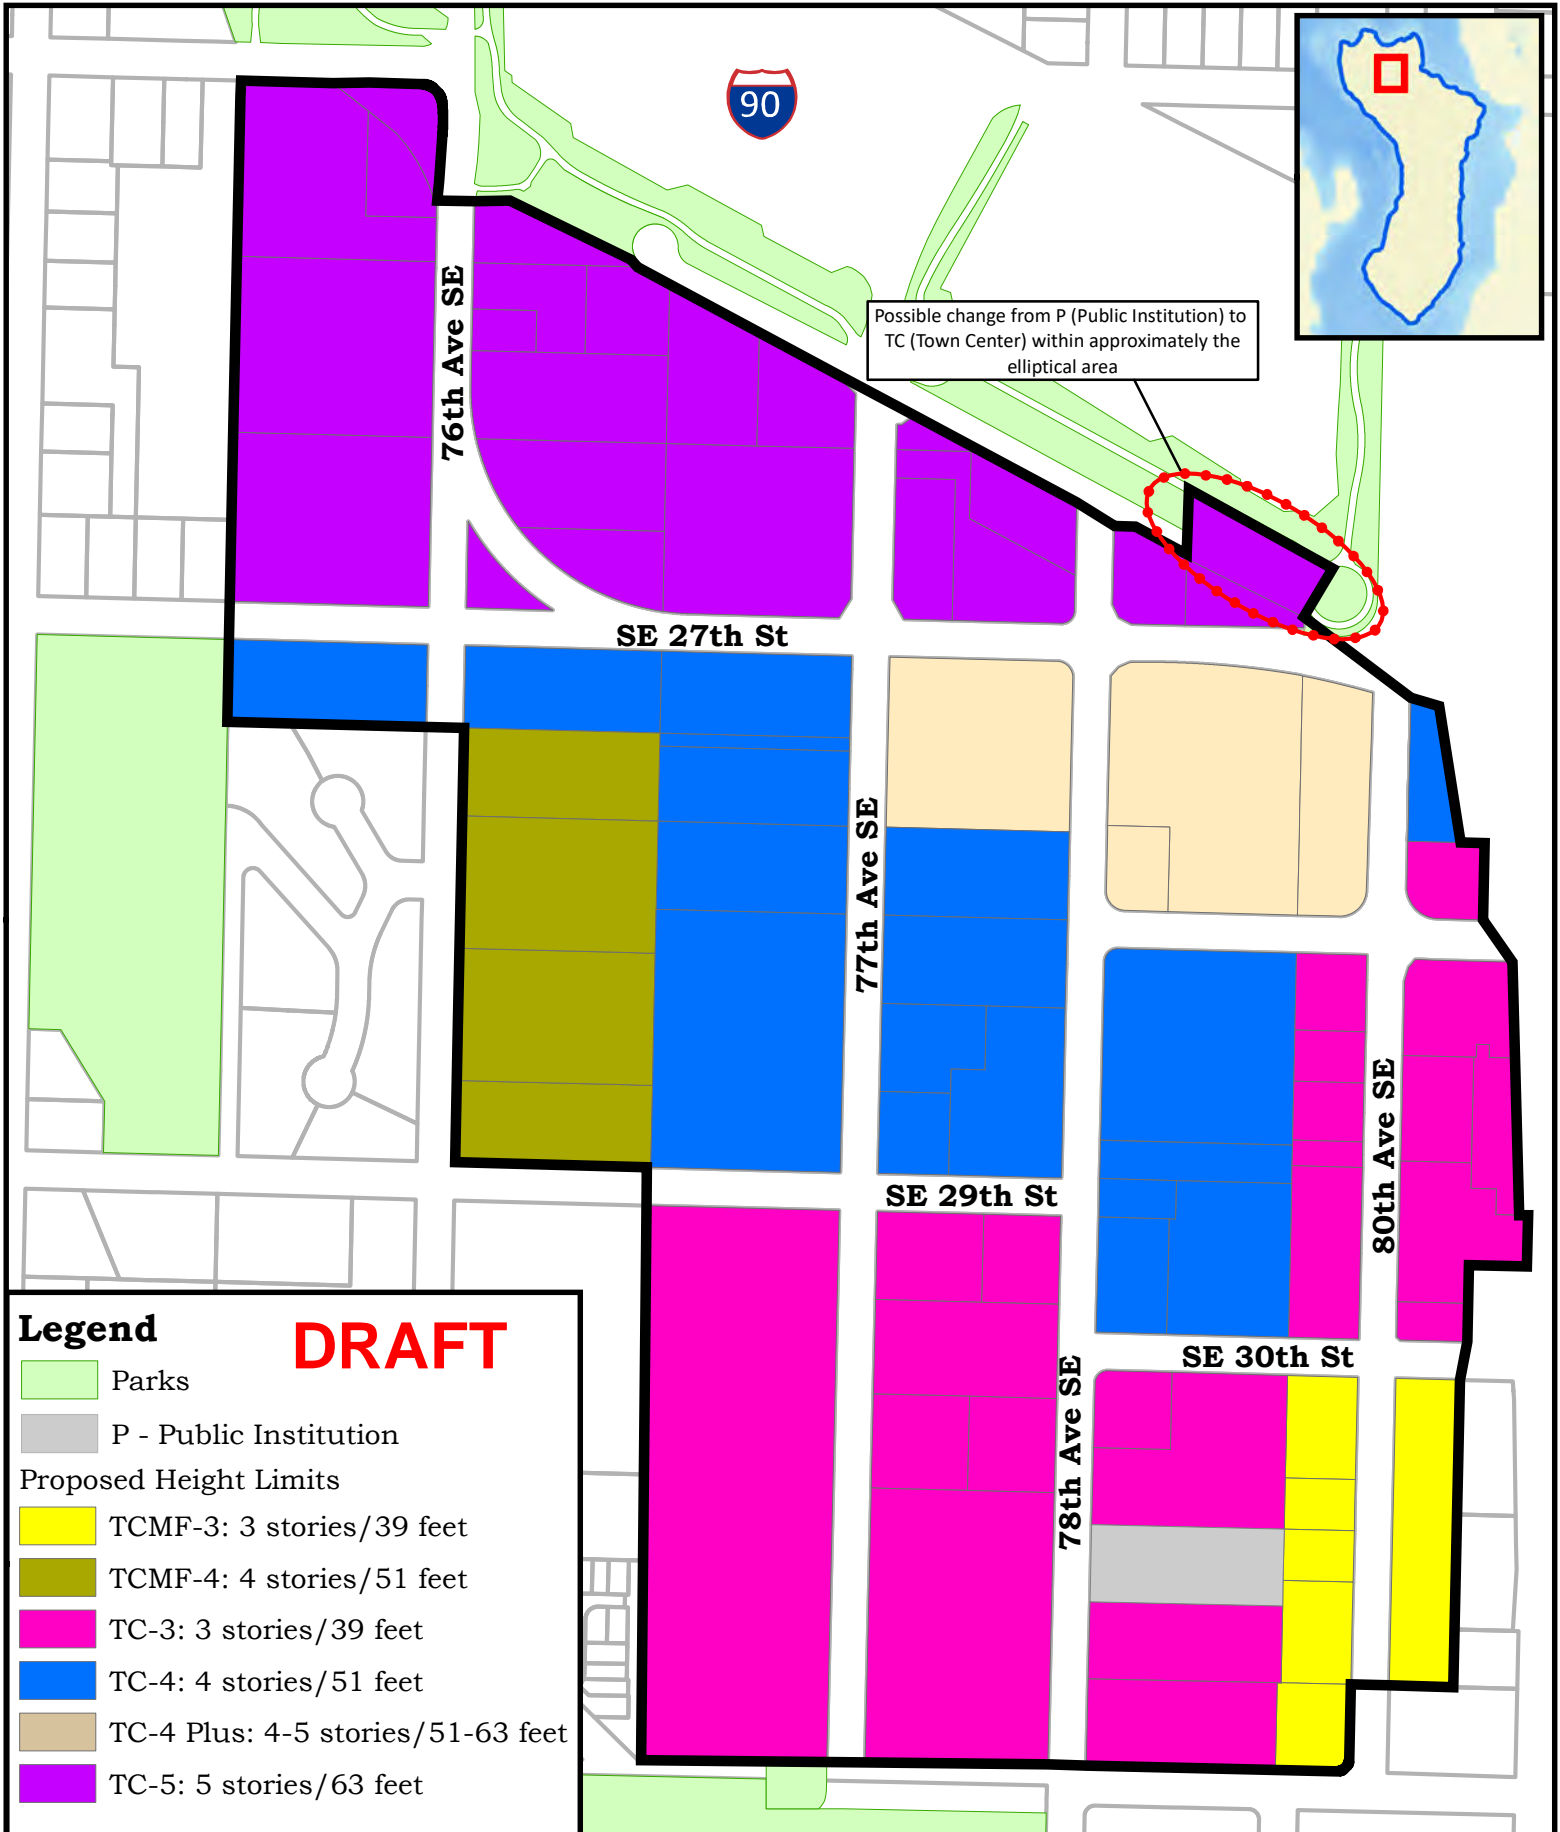 90
Possible change from P (Public Institution) to
TC (Town Center) within approximately the
elliptical area
76th Ave SE
SE 27th St
77th Ave SE
SE 29th St
80th Ave SE
SE 30th St
78th Ave SE
Legend
DRAFT
Parks
P - Public Institution
Proposed Height Limits
TCMF-3: 3 stories/39 feet
TCMF-4: 4 stories/51 feet
TC-3: 3 stories/39 feet
TC-4: 4 stories/51 feet
TC-4 Plus: 4-5 stories/51-63 feet
TC-5: 5 stories/63 feet